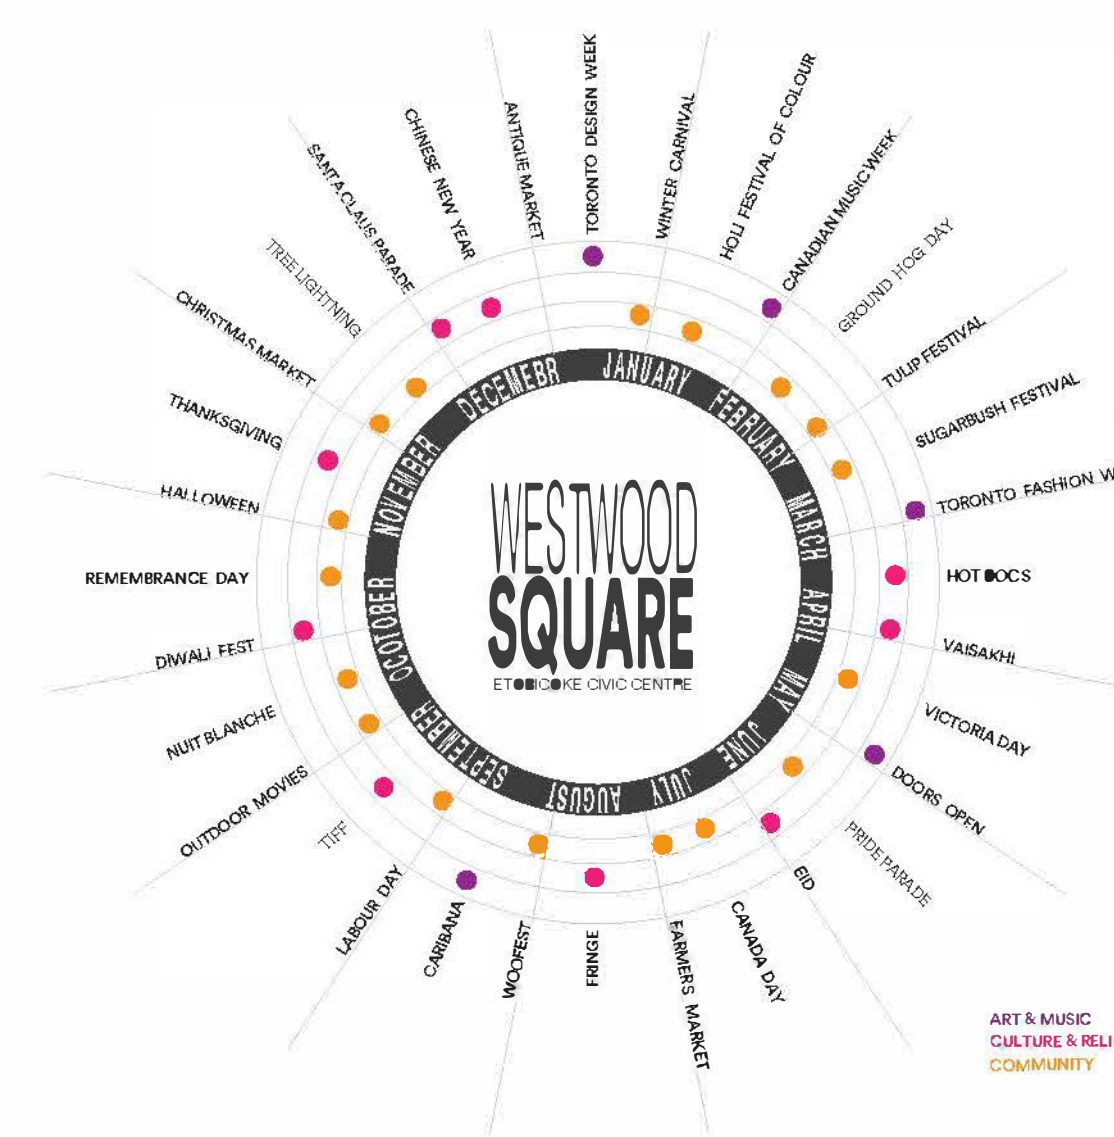 TORONTO DESIGN WEEK
WINTER CARNIVAL
HOLI FESTIVAL OF COLOUR
CANADIAN MUSIC WEEK
GROUND HOG DAY
TULIP FESTIVAL
SUGARBUSH FESTIVAL
TORONTO FASHION W
HOT DOCS
VAISAKHI
VICTORIA DAY
DOORS OPEN
PRIDE PARADE
EID
CANADA DAY
FARMERS MARKET
FRINGE
WOOFEST
CARIBANA
LABOUR DAY
TIFF
OUTDOOR MOVIES
NUIT BLANCHE
DIWALI FEST
REMEMBRANCE DAY
HALLOWEEN
THANKSGIVING
CHRISTMAS MARKET
TREE LIGHTNING
SANTA CLAUS PARADE
CHINESE NEW YEAR
ANTIQUE MARKET
JANUARY
FEBRUARY
MARCH
APRIL
MAY
JUNE
JULY
AUGUST
SEPTEMBER
OCOTOBER
NOVEMBER
DECEMEBR
WESTWOOD
SQUARE
ETOBICOKE CIVIC CENTRE
ART & MUSIC
CULTURE & RELI
COMMUNITY